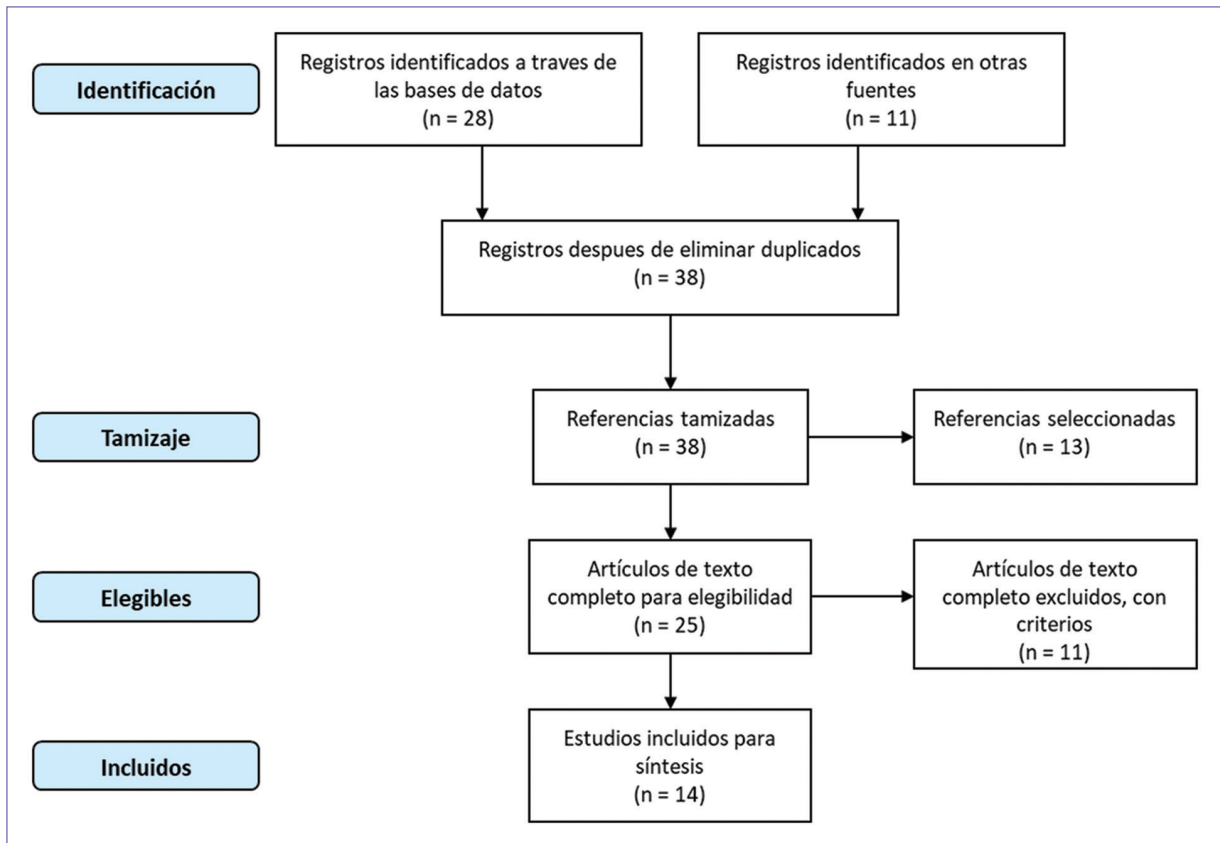 Identificación
Registros identificados a traves de
las bases de datos
(n = 28)
Registros identificados en otras
fuentes
(n = 11)
Registros despues de eliminar duplicados
(n = 38)
Tamizaje
Referencias tamizadas
(n = 38)
Referencias seleccionadas
(n = 13)
Elegibles
Artículos de texto
completo para elegibilidad
(n = 25)
Artículos de texto
completo excluidos, con
criterios
(n = 11)
Incluidos
Estudios incluidos para
síntesis
(n = 14)